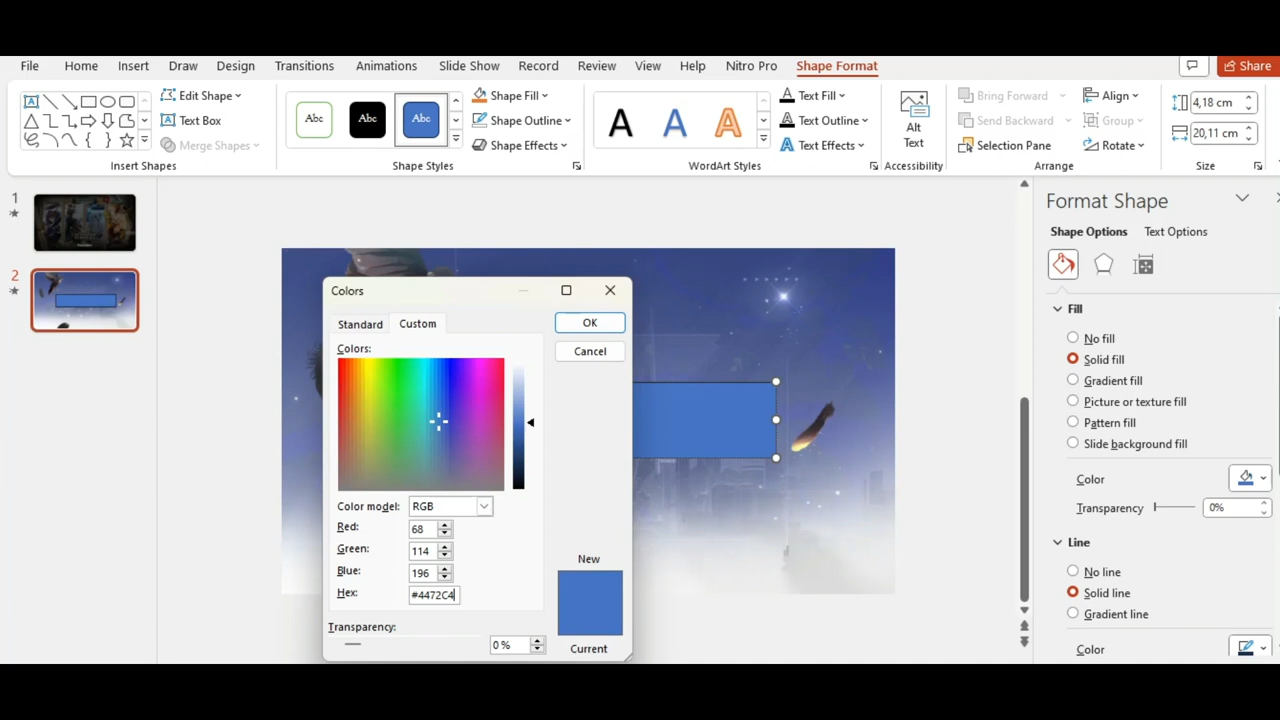 File Home Insert Draw Design Transitions Animations Slide Show Record Review View Help Nitro Pro Shape Format Share
Edit Shape
Text Box
Merge Shapes
Insert Shapes
Abc Abc Abc
Shape Fill
Shape Outline
Shape Effects
Shape Styles
A A A
Text Fill
Text Outline
Text Effects
WordArt Styles
Alt
Text
Accessibility
Bring Forward
Send Backward
Selection Pane
Align
Group
Rotate
Arrange
4,18 cm
20,11 cm
Size
1
2
Colors
Standard Custom
OK
Cancel
Colors:
Color model: RGB
Red: 68
Green: 114
Blue: 196
Hex: #4472C4
Transparency:
0 %
New
Current
Format Shape
Shape Options Text Options
Fill
No fill
Solid fill
Gradient fill
Picture or texture fill
Pattern fill
Slide background fill
Color
Transparency 0%
Line
No line
Solid line
Gradient line
Color